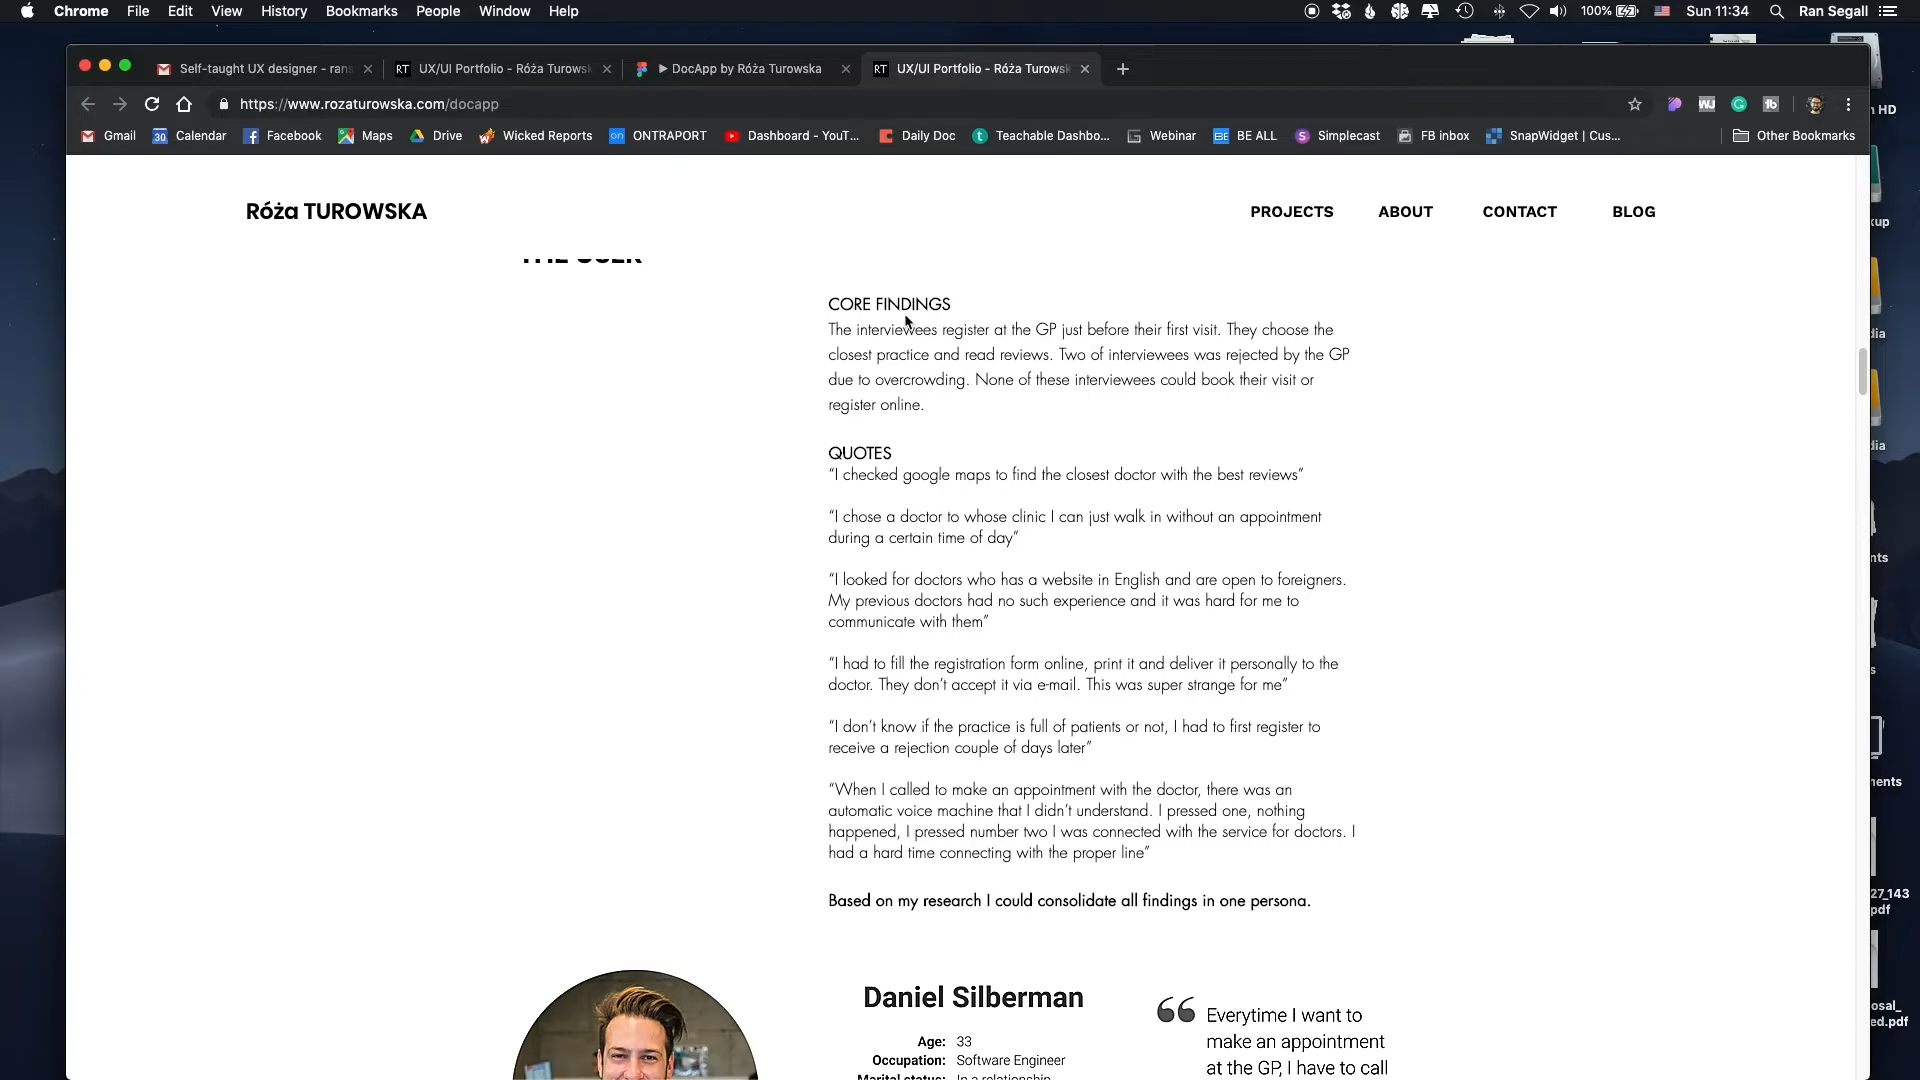 Chrome File Edit View History Bookmarks People Window Help 100% Sun 11:34 Ran Segall
Self-taught UX designer - rans
RT UX/UI Portfolio - Róża Turowsk
DocApp by Róża Turowska
RT UX/UI Portfolio - Róża Turowsk
https://www.rozaturowska.com/docapp
Gmail 30 Calendar Facebook Maps Drive Wicked Reports on ONTRAPORT Dashboard - YouT... Daily Doc t Teachable Dashbo... Webinar BE BE ALL S Simplecast FB inbox SnapWidget | Cus... Other Bookmarks
Róża TUROWSKA
PROJECTS ABOUT CONTACT BLOG
THE USER
CORE FINDINGS
The interviewees register at the GP just before their first visit. They choose the
closest practice and read reviews. Two of interviewees was rejected by the GP
due to overcrowding. None of these interviewees could book their visit or
register online.
QUOTES
“I checked google maps to find the closest doctor with the best reviews”
“I chose a doctor to whose clinic I can just walk in without an appointment
during a certain time of day”
“I looked for doctors who has a website in English and are open to foreigners.
My previous doctors had no such experience and it was hard for me to
communicate with them”
“I had to fill the registration form online, print it and deliver it personally to the
doctor. They don’t accept it via e-mail. This was super strange for me”
“I don’t know if the practice is full of patients or not, I had to first register to
receive a rejection couple of days later”
“When I called to make an appointment with the doctor, there was an
automatic voice machine that I didn’t understand. I pressed one, nothing
happened, I pressed number two I was connected with the service for doctors. I
had a hard time connecting with the proper line”
Based on my research I could consolidate all findings in one persona.
Daniel Silberman
Age: 33
Occupation: Software Engineer
Marital status: In a relationship
“ Everytime I want to
make an appointment
at the GP, I have to call
HD
27_143
pdf
ed.pdf